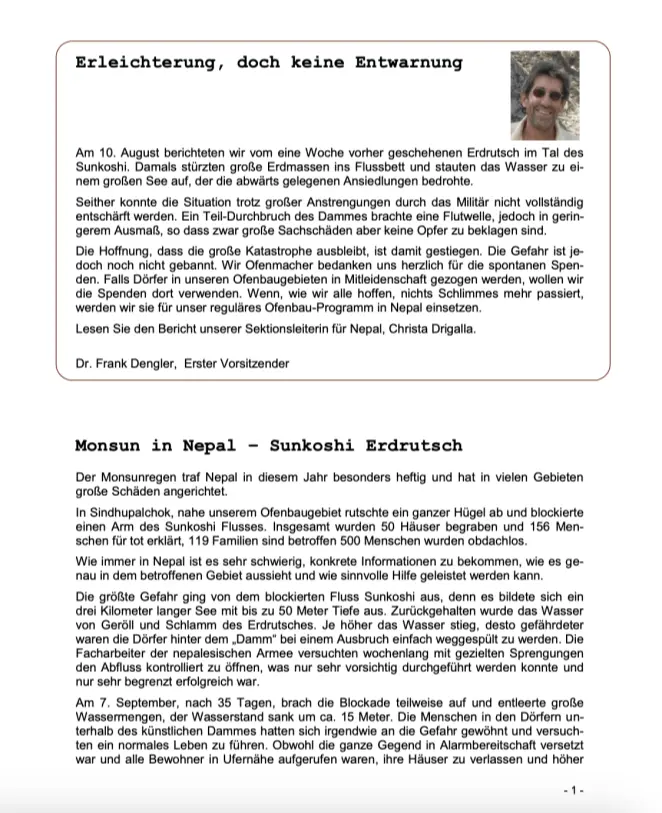 Erleichterung, doch keine Entwarnung
Am 10. August berichteten wir vom eine Woche vorher geschehenen Erdrutsch im Tal des
Sunkoshi. Damals stürzten große Erdmassen ins Flussbett und stauten das Wasser zu ei-
nem großen See auf, der die abwärts gelegenen Ansiedlungen bedrohte.
Seither konnte die Situation trotz großer Anstrengungen durch das Militär nicht vollständig
entschärft werden. Ein Teil-Durchbruch des Dammes brachte eine Flutwelle, jedoch in gerin-
gerem Ausmaß, so dass zwar große Sachschäden aber keine Opfer zu beklagen sind.
Die Hoffnung, dass die große Katastrophe ausbleibt, ist damit gestiegen. Die Gefahr ist je-
doch noch nicht gebannt. Wir Ofenmacher bedanken uns herzlich für die spontanen Spen-
den. Falls Dörfer in unseren Ofenbaugebieten in Mitleidenschaft gezogen werden, wollen wir
die Spenden dort verwenden. Wenn, wie wir alle hoffen, nichts Schlimmes mehr passiert,
werden wir sie für unser reguläres Ofenbau-Programm in Nepal einsetzen.
Lesen Sie den Bericht unserer Sektionsleiterin für Nepal, Christa Drigalla.
Dr. Frank Dengler, Erster Vorsitzender
Monsun in Nepal – Sunkoshi Erdrutsch
Der Monsunregen traf Nepal in diesem Jahr besonders heftig und hat in vielen Gebieten
große Schäden angerichtet.
In Sindhupalchok, nahe unserem Ofenbaugebiet rutschte ein ganzer Hügel ab und blockierte
einen Arm des Sunkoshi Flusses. Insgesamt wurden 50 Häuser begraben und 156 Men-
schen für tot erklärt, 119 Familien sind betroffen 500 Menschen wurden obdachlos.
Wie immer in Nepal ist es sehr schwierig, konkrete Informationen zu bekommen, wie es ge-
nau in dem betroffenen Gebiet aussieht und wie sinnvolle Hilfe geleistet werden kann.
Die größte Gefahr ging von dem blockierten Fluss Sunkoshi aus, denn es bildete sich ein
drei Kilometer langer See mit bis zu 50 Meter Tiefe aus. Zurückgehalten wurde das Wasser
von Geröll und Schlamm des Erdrutsches. Je höher das Wasser stieg, desto gefährdeter
waren die Dörfer hinter dem „Damm“ bei einem Ausbruch einfach weggespült zu werden. Die
Facharbeiter der nepalesischen Armee versuchten wochenlang mit gezielten Sprengungen
den Abfluss kontrolliert zu öffnen, was nur sehr vorsichtig durchgeführt werden konnte und
nur sehr begrenzt erfolgreich war.
Am 7. September, nach 35 Tagen, brach die Blockade teilweise auf und entleerte große
Wassermengen, der Wasserstand sank um ca. 15 Meter. Die Menschen in den Dörfern un-
terhalb des künstlichen Dammes hatten sich irgendwie an die Gefahr gewöhnt und versuch-
ten ein normales Leben zu führen. Obwohl die ganze Gegend in Alarmbereitschaft versetzt
war und alle Bewohner in Ufernähe aufgerufen waren, ihre Häuser zu verlassen und höher
- 1 -